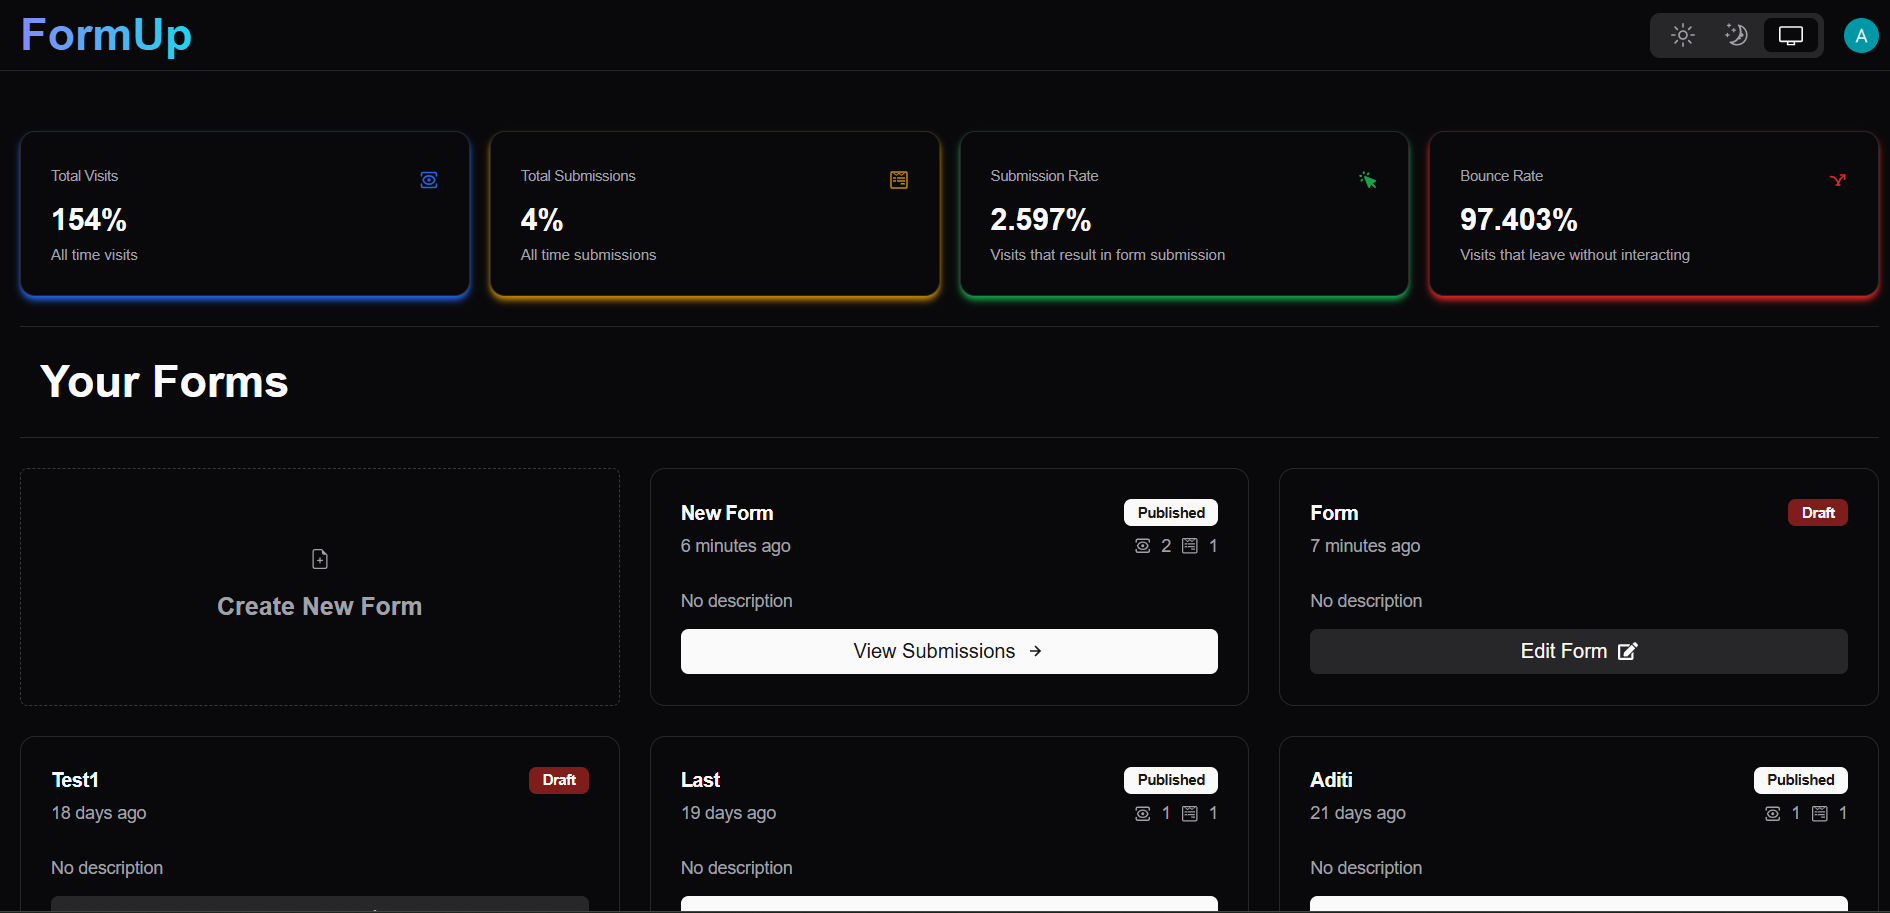 FormUp
A
Total Visits
154%
All time visits
Total Submissions
4%
All time submissions
Submission Rate
2.597%
Visits that result in form submission
Bounce Rate
97.403%
Visits that leave without interacting
Your Forms
Create New Form
New Form
Published
6 minutes ago
2 1
No description
View Submissions
Form
Draft
7 minutes ago
No description
Edit Form
Test1
Draft
18 days ago
No description
Last
Published
19 days ago
1 1
No description
Aditi
Published
21 days ago
1 1
No description